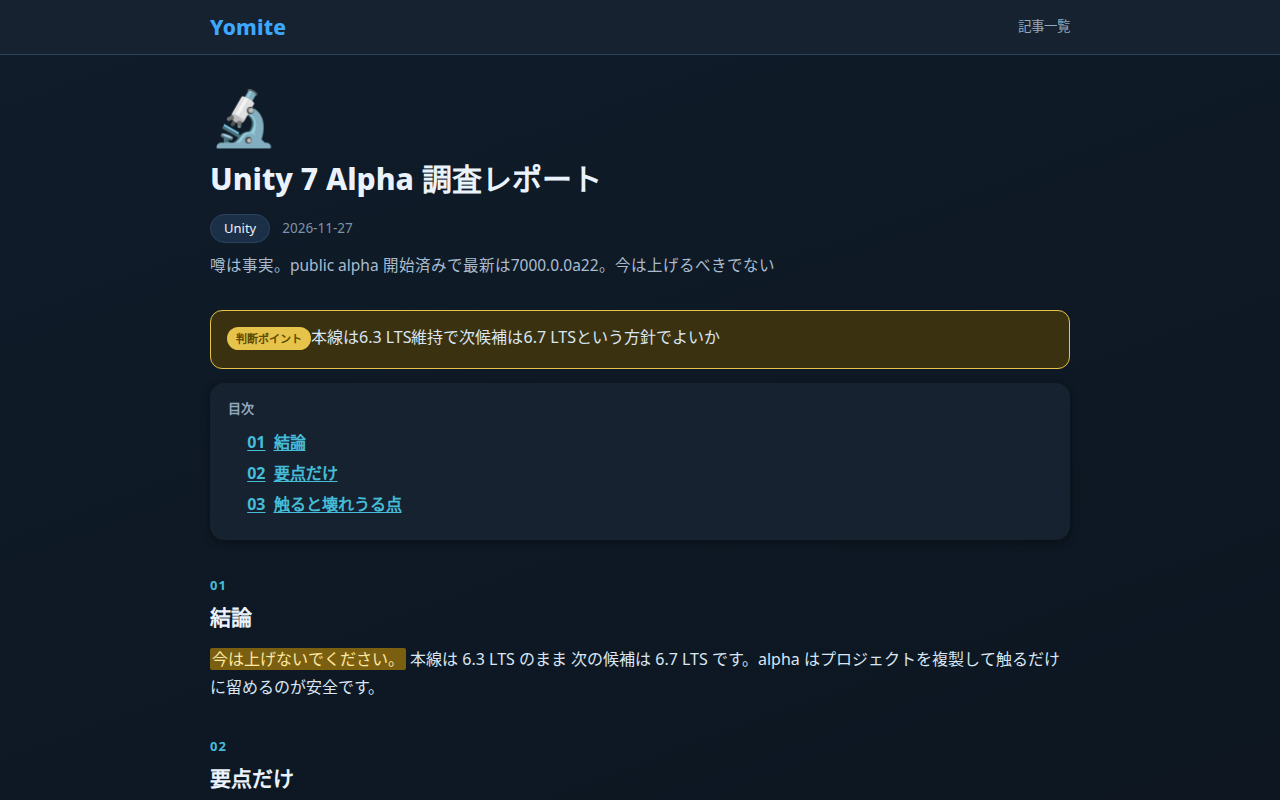 Yomite
記事一覧
Unity 7 Alpha 調査レポート
Unity 2026-11-27
噂は事実。public alpha 開始済みで最新は7000.0.0a22。今は上げるべきでない
判断ポイント本線は6.3 LTS維持で次候補は6.7 LTSという方針でよいか
目次
01 結論
02 要点だけ
03 触ると壊れうる点
01
結論
今は上げないでください。 本線は 6.3 LTS のまま 次の候補は 6.7 LTS です。alpha はプロジェクトを複製して触るだけ
に留めるのが安全です。
02
要点だけ